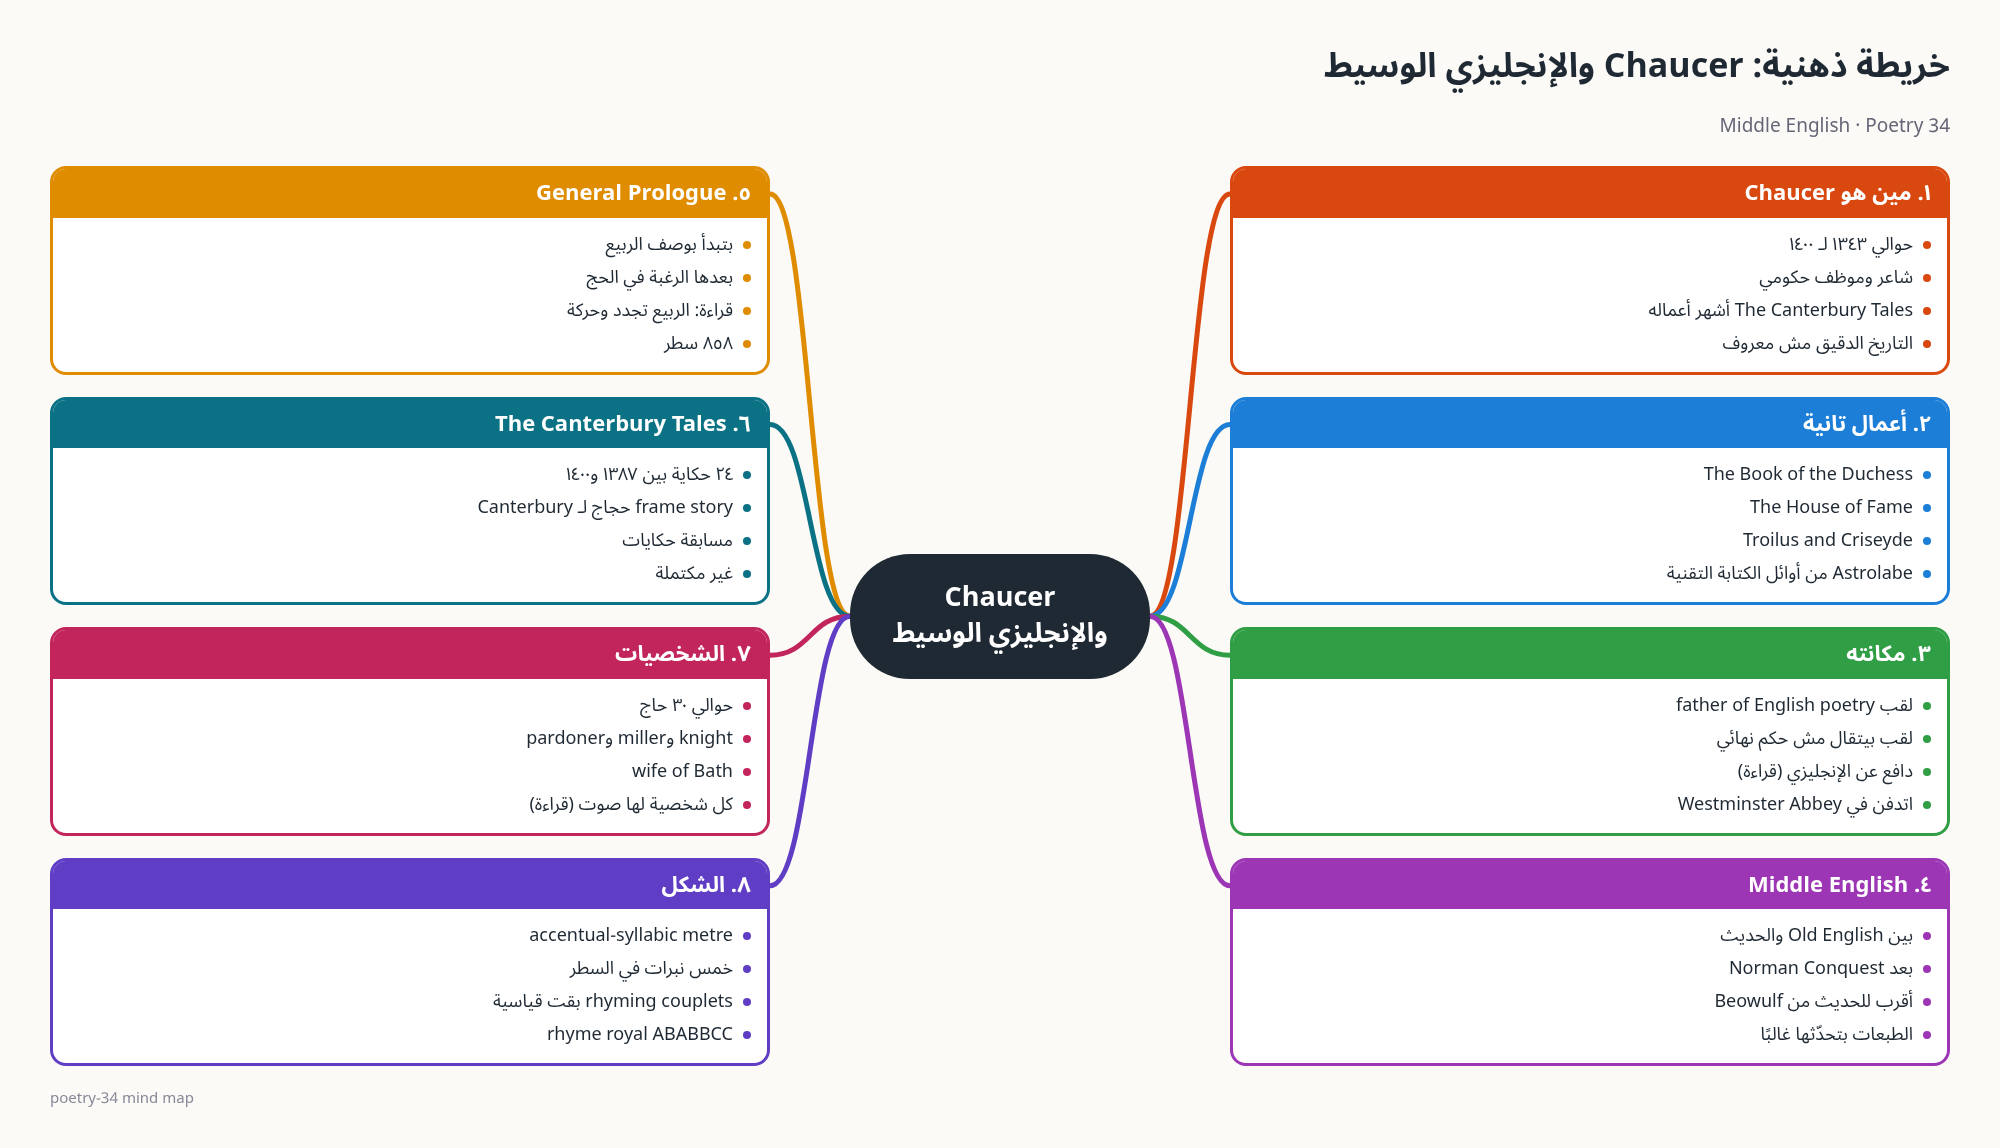 خريطة ذهنية: Chaucer والإنجليزي الوسيط
Middle English · Poetry 34
١. مين هو Chaucer
حوالي ١٣٤٣ لـ ١٤٠٠
شاعر وموظف حكومي
The Canterbury Tales أشهر أعماله
التاريخ الدقيق مش معروف
٢. أعمال تانية
The Book of the Duchess
The House of Fame
Troilus and Criseyde
Astrolabe من أوائل الكتابة التقنية
٣. مكانته
لقب father of English poetry
لقب بيتقال مش حكم نهائي
دافع عن الإنجليزي (قراءة)
اتدفن في Westminster Abbey
٤. Middle English
بين Old English والحديث
بعد Norman Conquest
أقرب للحديث من Beowulf
الطبعات بتحدّثها غالبًا
Chaucer
والإنجليزي الوسيط
٥. General Prologue
بتبدأ بوصف الربيع
بعدها الرغبة في الحج
قراءة: الربيع تجدد وحركة
٨٥٨ سطر
٦. The Canterbury Tales
٢٤ حكاية بين ١٣٨٧ و١٤٠٠
frame story حجاج لـ Canterbury
مسابقة حكايات
غير مكتملة
٧. الشخصيات
حوالي ٣٠ حاج
knight وmiller وpardoner
wife of Bath
كل شخصية لها صوت (قراءة)
٨. الشكل
accentual-syllabic metre
خمس نبرات في السطر
rhyming couplets بقت قياسية
rhyme royal ABABBCC
poetry-34 mind map